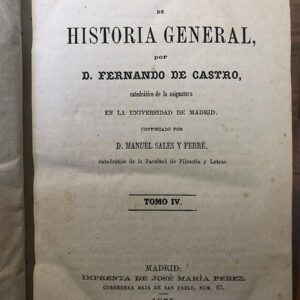 DE
HISTORIA GENERAL,
por
D. FERNANDO DE CASTRO,
catedrático de la asignatura
EN LA UNIVERSIDAD DE MADRID.
CONTINUADO POR
D. MANUEL SALES Y FERRÉ,
catedrático de la Facultad de Filosofía y Letras.
TOMO IV.
MADRID:
IMPRENTA DE JOSÉ MARÍA PEREZ.
CORREDERA BAJA DE SAN PABLO, NÚM. 27.